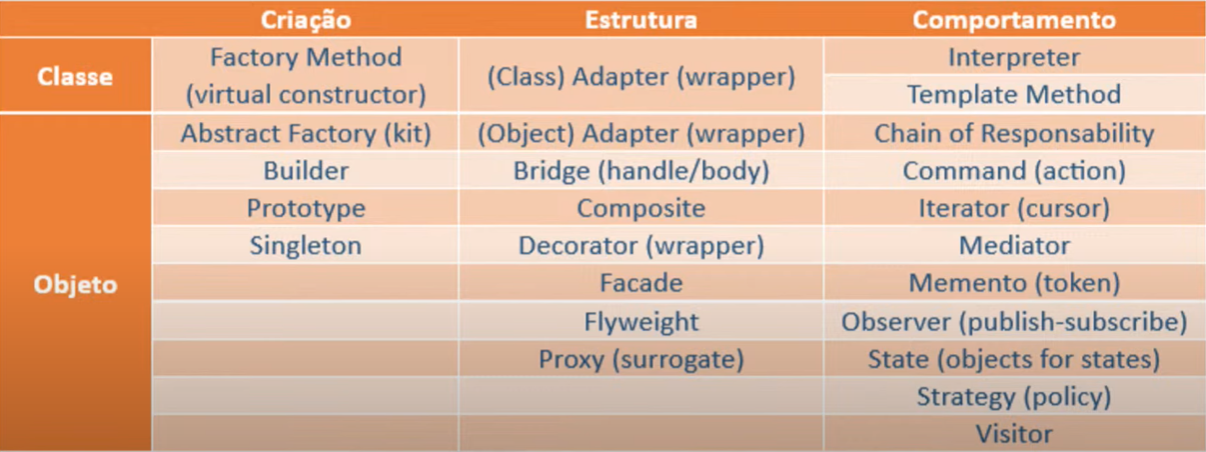 Criação Estrutura Comportamento
Classe
Factory Method
(virtual constructor)
(Class) Adapter (wrapper)
Interpreter
Template Method
Objeto
Abstract Factory (kit) (Object) Adapter (wrapper) Chain of Responsability
Builder Bridge (handle/body) Command (action)
Prototype Composite Iterator (cursor)
Singleton Decorator (wrapper) Mediator
Facade Memento (token)
Flyweight Observer (publish-subscribe)
Proxy (surrogate) State (objects for states)
Strategy (policy)
Visitor